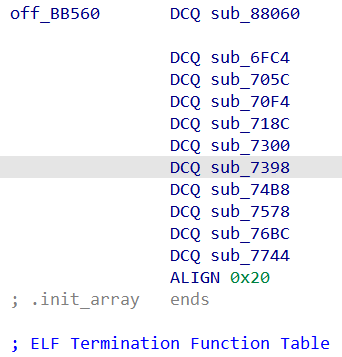 off_BB560 DCQ sub_88060
DCQ sub_6FC4
DCQ sub_705C
DCQ sub_70F4
DCQ sub_718C
DCQ sub_7300
DCQ sub_7398
DCQ sub_74B8
DCQ sub_7578
DCQ sub_76BC
DCQ sub_7744
ALIGN 0x20
; .init_array ends
; ELF Termination Function Table